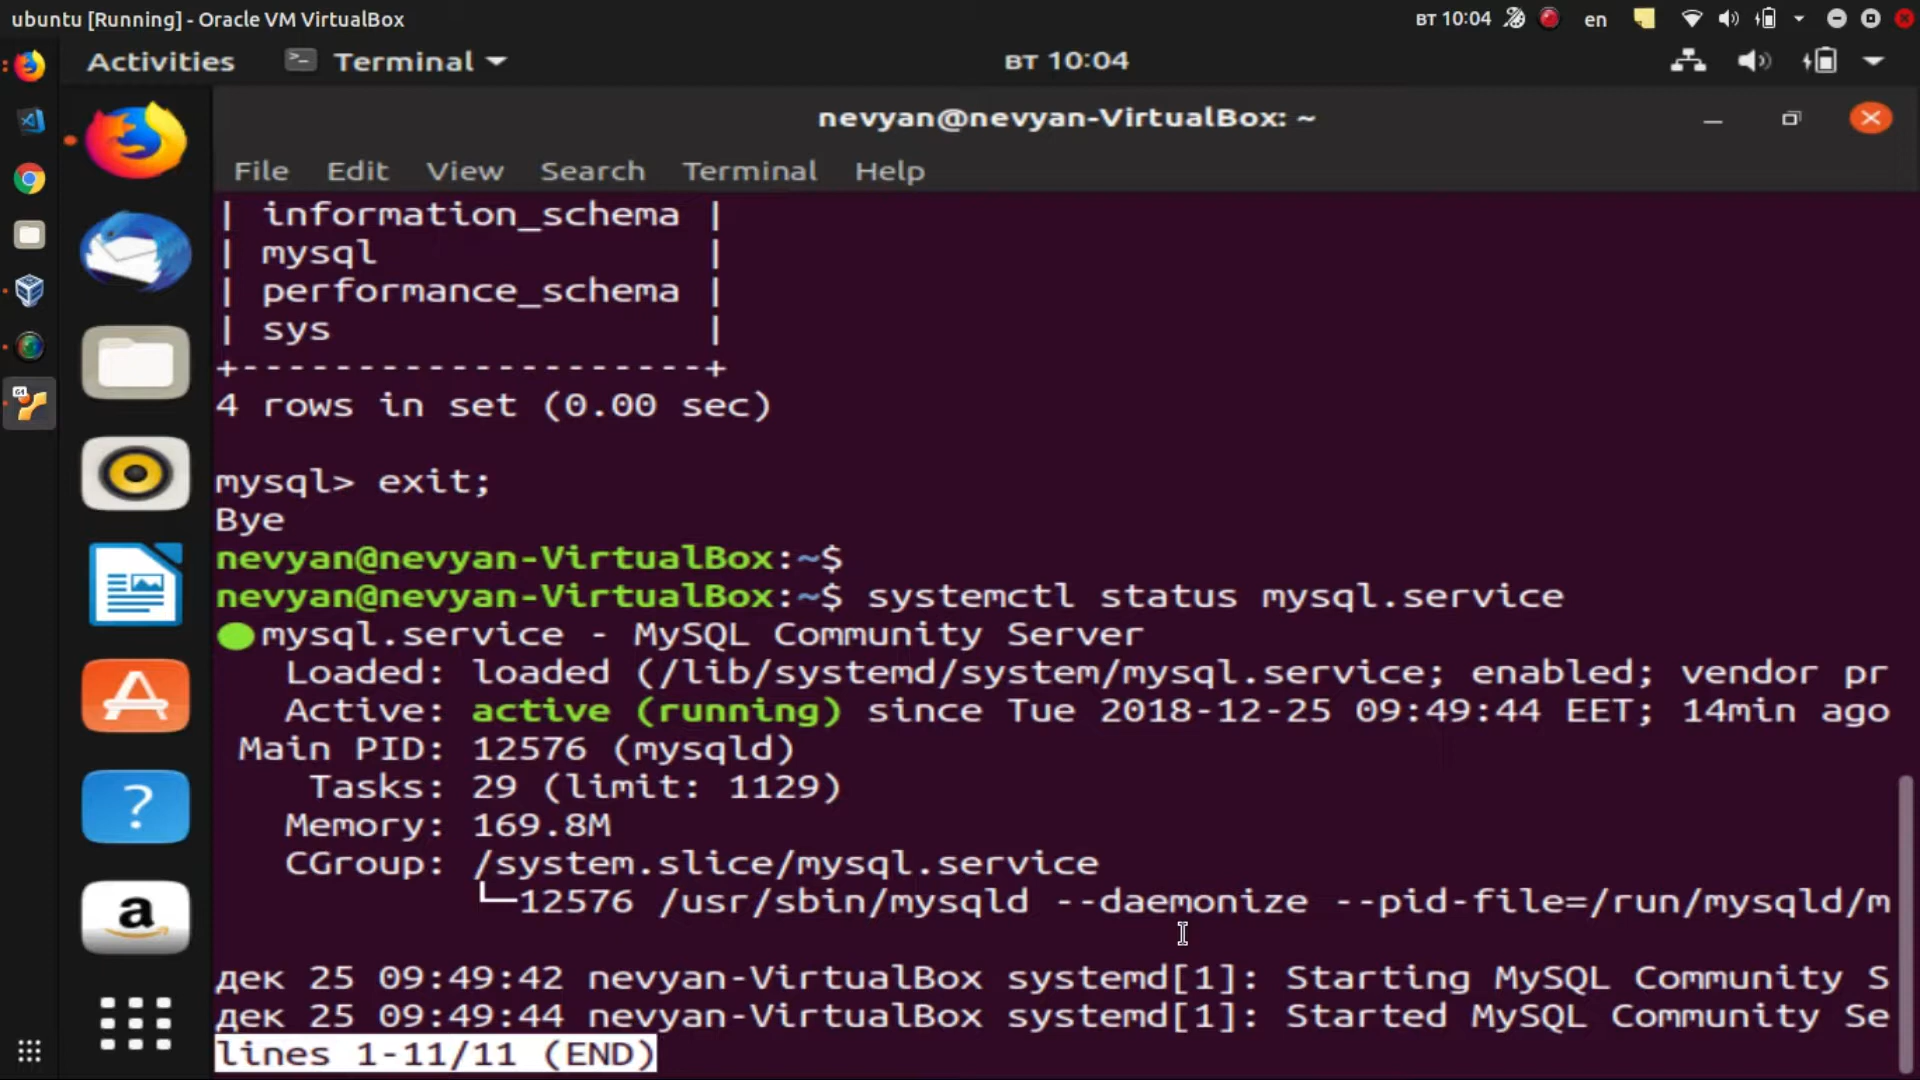 ubuntu [Running] - Oracle VM VirtualBox
вт 10:04
en
Activities
Terminal
вт 10:04
nevyan@nevyan-VirtualBox: ~
File Edit View Search Terminal Help
| information_schema |
| mysql |
| performance_schema |
| sys |
+--------------------+
4 rows in set (0.00 sec)
mysql> exit;
Bye
nevyan@nevyan-VirtualBox:~$
nevyan@nevyan-VirtualBox:~$ systemctl status mysql.service
mysql.service - MySQL Community Server
Loaded: loaded (/lib/systemd/system/mysql.service; enabled; vendor pr
Active: active (running) since Tue 2018-12-25 09:49:44 EET; 14min ago
Main PID: 12576 (mysqld)
Tasks: 29 (limit: 1129)
Memory: 169.8M
CGroup: /system.slice/mysql.service
└─12576 /usr/sbin/mysqld --daemonize --pid-file=/run/mysqld/m
дек 25 09:49:42 nevyan-VirtualBox systemd[1]: Starting MySQL Community S
дек 25 09:49:44 nevyan-VirtualBox systemd[1]: Started MySQL Community Se
lines 1-11/11 (END)